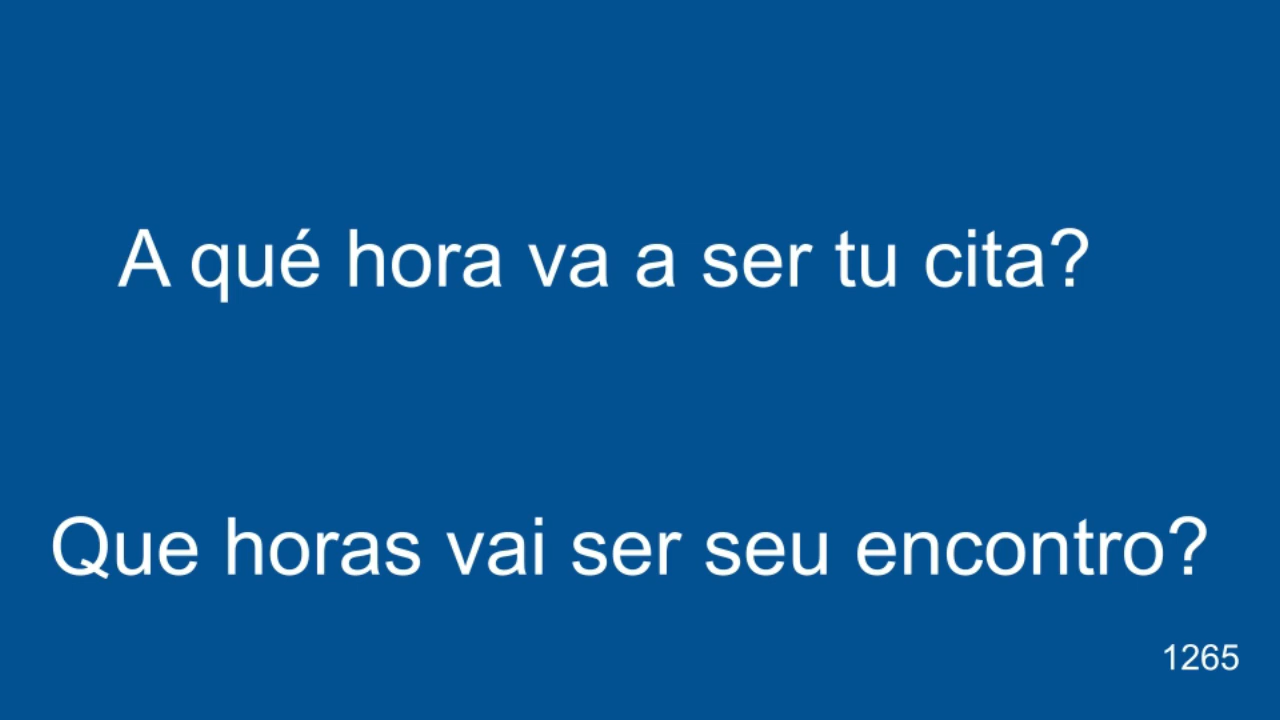 A qué hora va a ser tu cita?
Que horas vai ser seu encontro?
1265